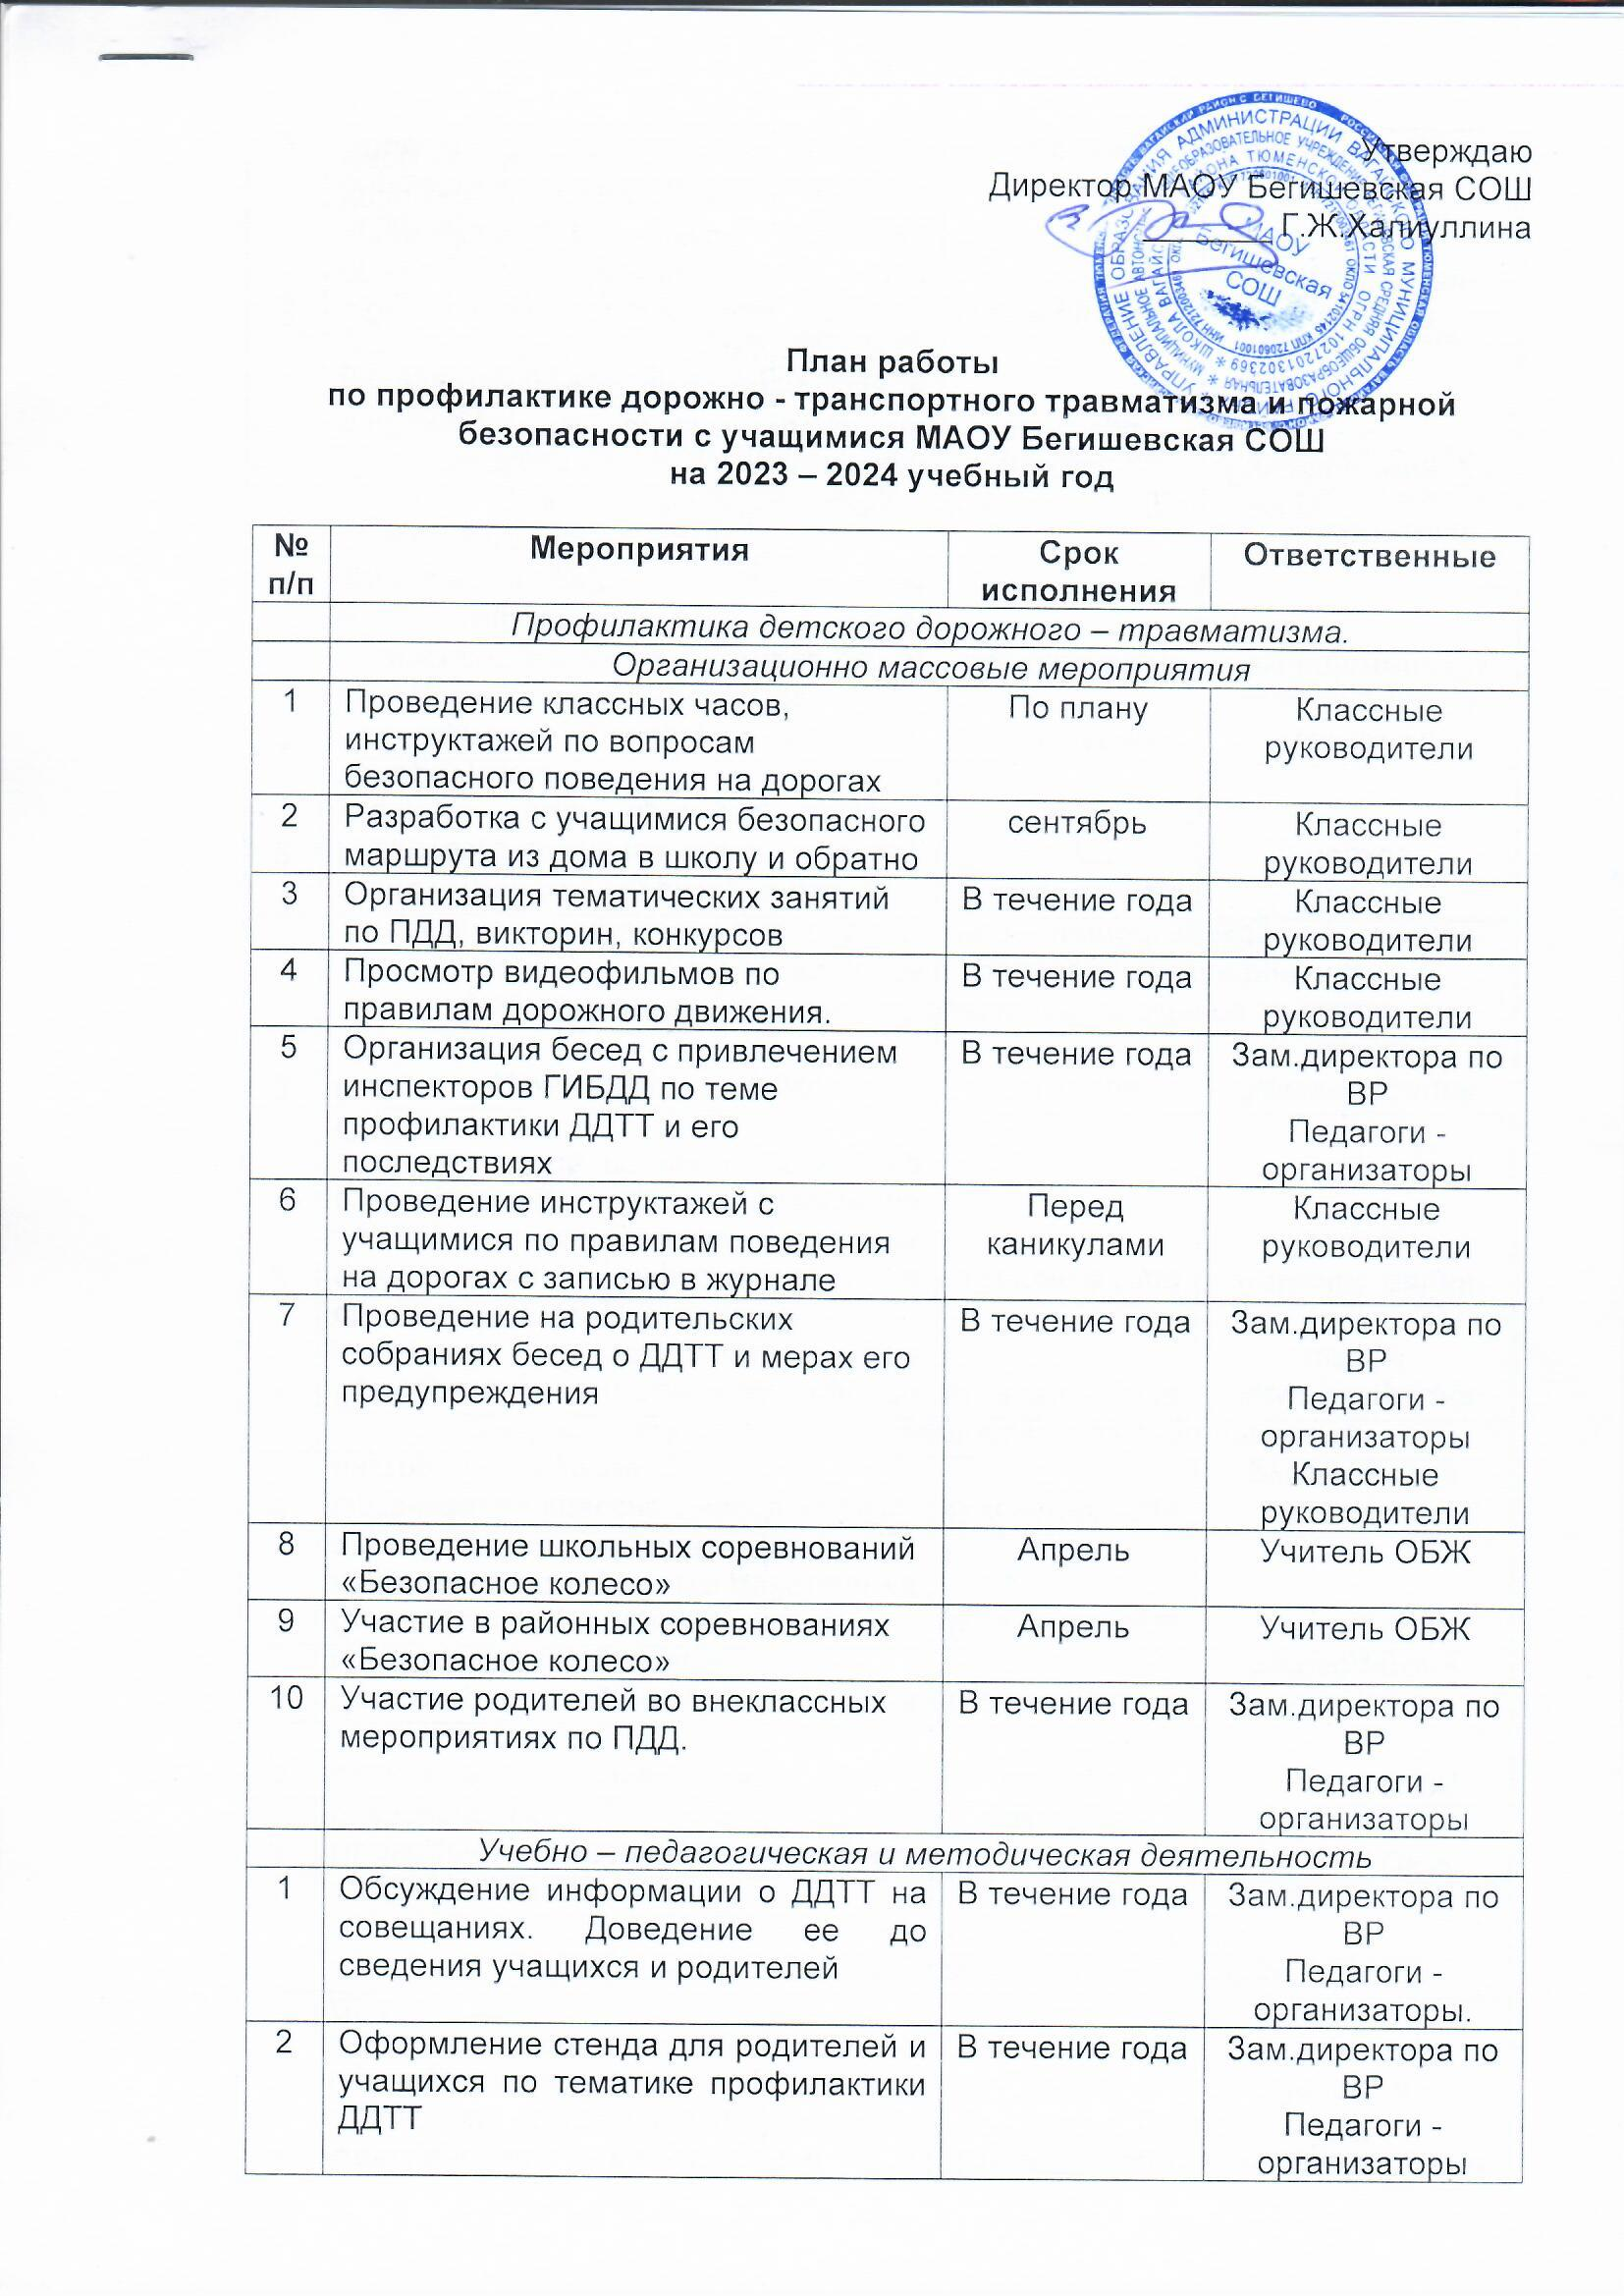 Утверждаю
Директор МАОУ Бегишевская СОШ
Г.Ж.Халиуллина
МАОУ
Бегишевская
СОШ
План работы
по профилактике дорожно - транспортного травматизма и пожарной
безопасности с учащимися МАОУ Бегишевская СОШ
на 2023 – 2024 учебный год
№ п/п
Мероприятия
Срок исполнения
Ответственные
Профилактика детского дорожного – травматизма.
Организационно массовые мероприятия
1
Проведение классных часов,
инструктажей по вопросам
безопасного поведения на дорогах
По плану
Классные
руководители
2
Разработка с учащимися безопасного
маршрута из дома в школу и обратно
сентябрь
Классные
руководители
3
Организация тематических занятий
по ПДД, викторин, конкурсов
В течение года
Классные
руководители
4
Просмотр видеофильмов по
правилам дорожного движения.
В течение года
Классные
руководители
5
Организация бесед с привлечением
инспекторов ГИБДД по теме
профилактики ДДТТ и его
последствиях
В течение года
Зам.директора по
ВР
Педагоги -
организаторы
6
Проведение инструктажей с
учащимися по правилам поведения
на дорогах с записью в журнале
Перед
каникулами
Классные
руководители
7
Проведение на родительских
собраниях бесед о ДДТТ и мерах его
предупреждения
В течение года
Зам.директора по
ВР
Педагоги -
организаторы
Классные
руководители
8
Проведение школьных соревнований
«Безопасное колесо»
Апрель
Учитель ОБЖ
9
Участие в районных соревнованиях
«Безопасное колесо»
Апрель
Учитель ОБЖ
10
Участие родителей во внеклассных
мероприятиях по ПДД.
В течение года
Зам.директора по
ВР
Педагоги -
организаторы
Учебно – педагогическая и методическая деятельность
1
Обсуждение информации о ДДТТ на
совещаниях. Доведение ее до
сведения учащихся и родителей
В течение года
Зам.директора по
ВР
Педагоги -
организаторы.
2
Оформление стенда для родителей и
учащихся по тематике профилактики
ДДТТ
В течение года
Зам.директора по
ВР
Педагоги -
организаторы